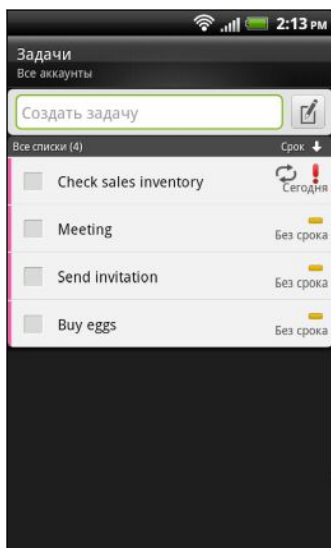 2:13 PM
Задачи
Все аккаунты
Создать задачу
Все списки (4) Срок
Check sales inventory Сегодня
Meeting Без срока
Send invitation Без срока
Buy eggs Без срока